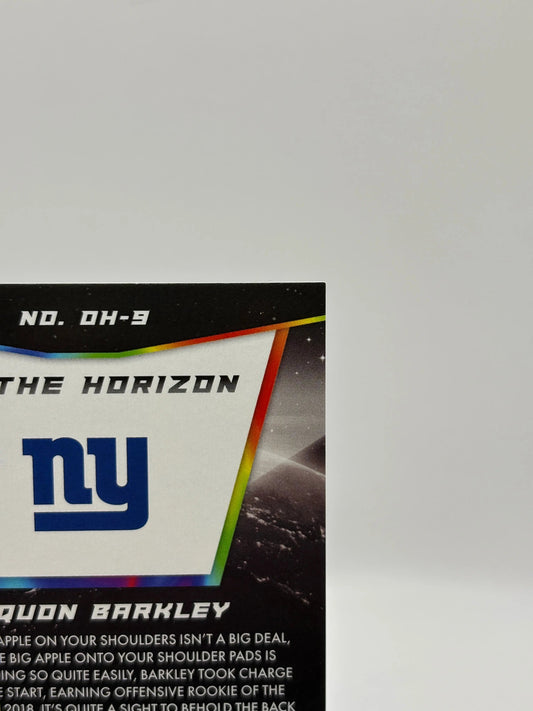 NO. OH-9
THE HORIZON
ny
QUON BARKLEY
APPLE ON YOUR SHOULDERS ISN'T A BIG DEAL,
E BIG APPLE ONTO YOUR SHOULDER PADS IS
ING SO QUITE EASILY, BARKLEY TOOK CHARGE
E START, EARNING OFFENSIVE ROOKIE OF THE
2018. IT'S QUITE A SIGHT TO BEHOLD THE BACK